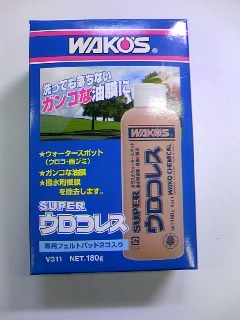 WAKO'S
洗っても落ちない
ガンコな油膜に
★ウォータースポット
(ウロコ・雨ジミ)
★ガンコな油膜
★撥水剤被膜
を除去します。
SUPER
ウロコレス
専用フェルトパッド2コ入り
V311 NET.180g
WAKO'S
SUPER
ウロコレス
WAKO CHEMICAL